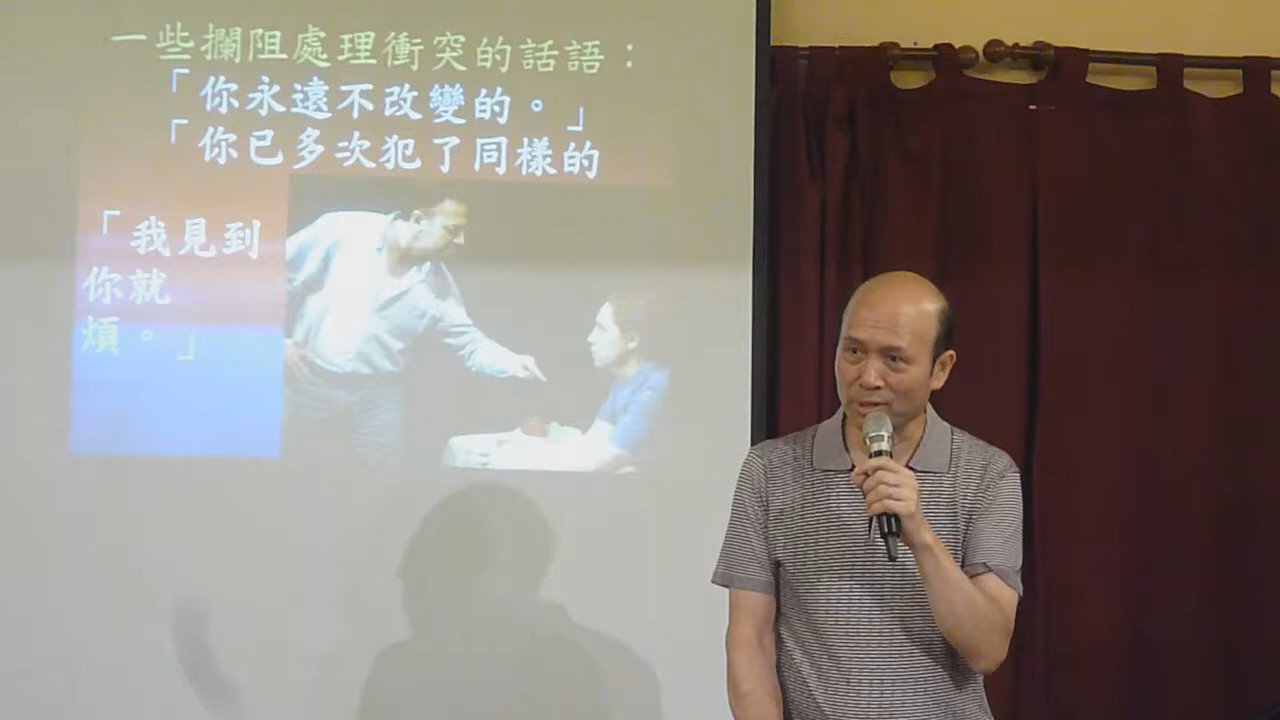 一些攔阻處理衝突的話語：
「你永遠不改變的。」
「你已多次犯了同樣的
「我見到
你就
煩。」